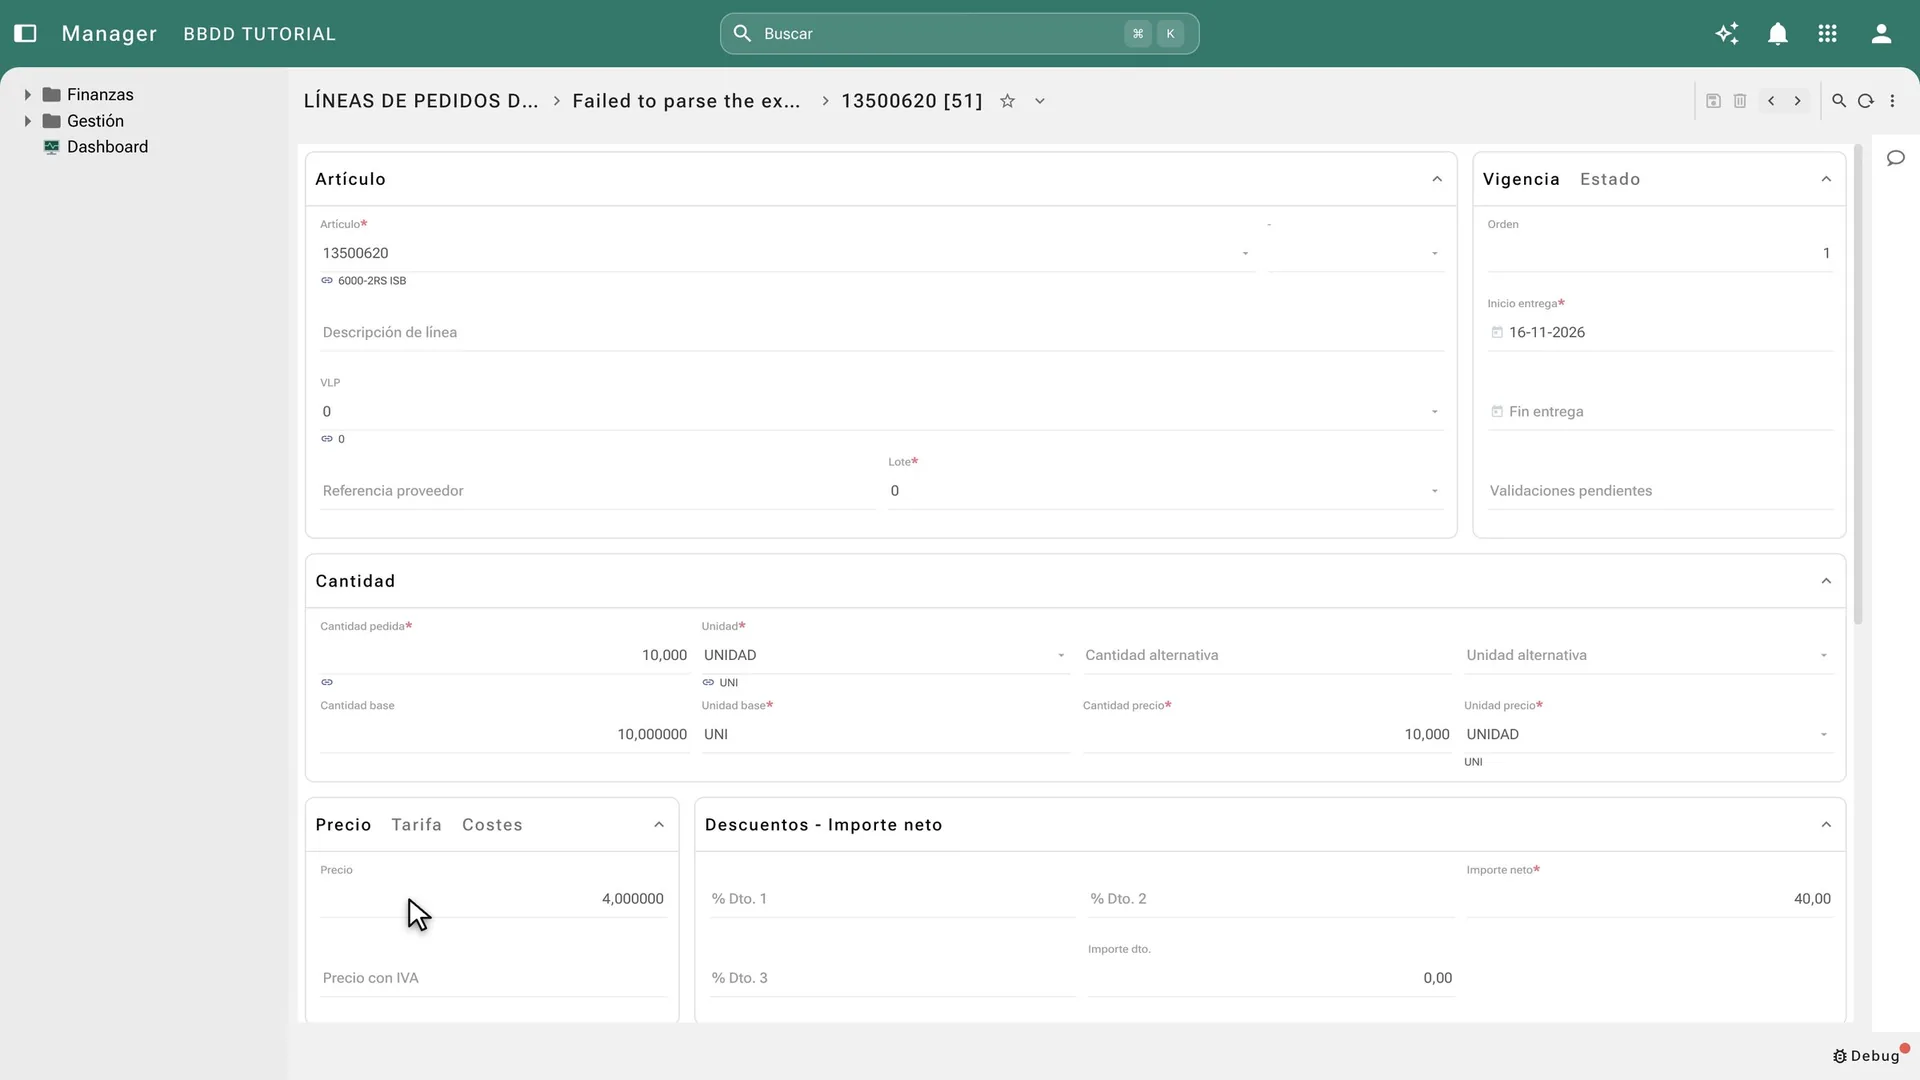 Manager BBDD TUTORIAL Buscar ⌘ K
Finanzas
Gestión
Dashboard
LÍNEAS DE PEDIDOS D... > Failed to parse the ex... > 13500620 [51]
Artículo
Artículo*
-
13500620
6000-2RS ISB
Descripción de línea
VLP
0
0
Referencia proveedor
Lote*
0
Vigencia Estado
Orden
1
Inicio entrega*
16-11-2026
Fin entrega
Validaciones pendientes
Cantidad
Cantidad pedida*
10,000
Unidad*
UNIDAD
UNI
Cantidad alternativa
Unidad alternativa
Cantidad base
10,000000
Unidad base*
UNI
Cantidad precio*
10,000
Unidad precio*
UNIDAD
UNI
Precio Tarifa Costes
Precio
4,000000
Precio con IVA
Descuentos - Importe neto
% Dto. 1
% Dto. 2
Importe neto*
40,00
% Dto. 3
Importe dto.
0,00
Debug